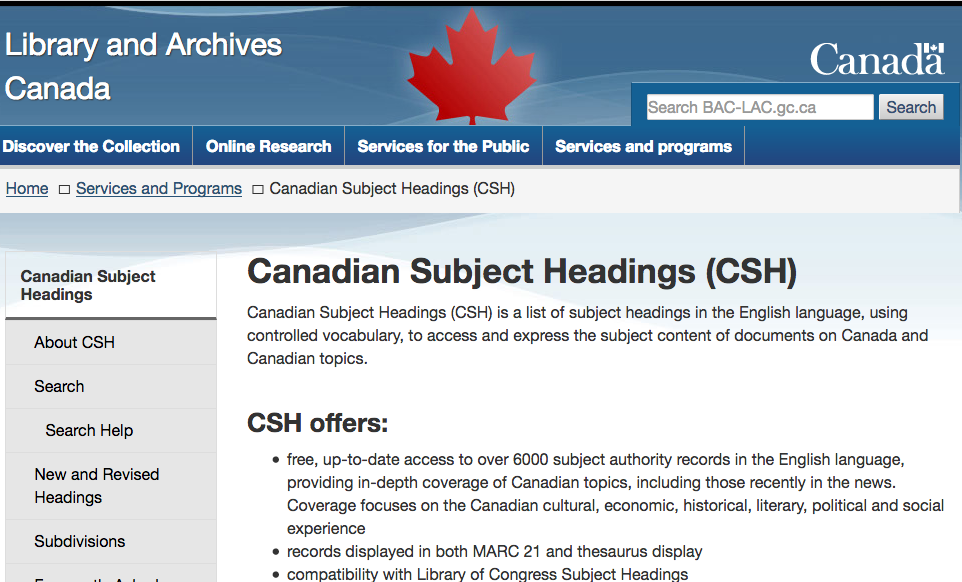 Library and Archives
Canada
Canada
Search BAC-LAC.gc.ca Search
Discover the Collection Online Research Services for the Public Services and programs
Home Services and Programs Canadian Subject Headings (CSH)
Canadian Subject
Headings
About CSH
Search
Search Help
New and Revised
Headings
Subdivisions
Canadian Subject Headings (CSH)
Canadian Subject Headings (CSH) is a list of subject headings in the English language, using
controlled vocabulary, to access and express the subject content of documents on Canada and
Canadian topics.
CSH offers:
• free, up-to-date access to over 6000 subject authority records in the English language,
providing in-depth coverage of Canadian topics, including those recently in the news.
Coverage focuses on the Canadian cultural, economic, historical, literary, political and social
experience
• records displayed in both MARC 21 and thesaurus display
• compatibility with Library of Congress Subject Headings